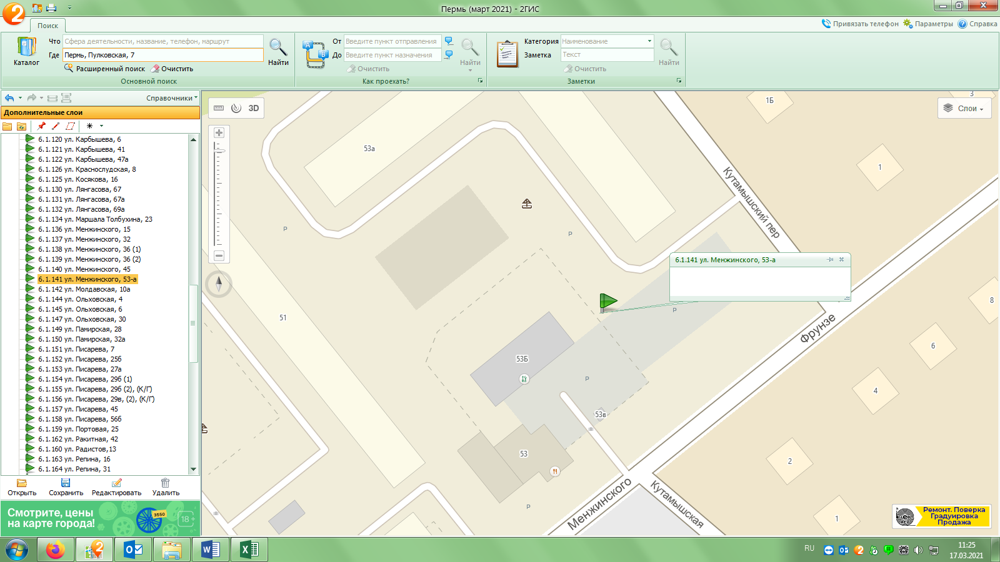 Пермь (март 2021) - 2ГИС
Поиск
Привязать телефон
Параметры
Справка
Каталог
Что
Сфера деятельности, название, телефон, маршрут
Где
Пермь, Пулковская, 7
Расширенный поиск
Очистить
Найти
Основной поиск
От
Введите пункт отправления
До
Введите пункт назначения
Очистить
Найти
Как проехать?
Категория
Наименование
Заметка
Текст
Очистить
Найти
Заметки
Справочники
Дополнительные слои
6.1.120 ул. Карбышева, 6
6.1.121 ул. Карбышева, 41
6.1.122 ул. Карбышева, 47а
6.1.126 ул. Краснослудская, 8
6.1.125 ул. Косякова, 16
6.1.130 ул. Лянгасова, 67
6.1.131 ул. Лянгасова, 67а
6.1.132 ул. Лянгасова, 69а
6.1.134 ул. Маршала Толбухина, 23
6.1.136 ул. Менжинского, 15
6.1.137 ул. Менжинского, 32
6.1.138 ул. Менжинского, 36 (1)
6.1.139 ул. Менжинского, 36 (2)
6.1.140 ул. Менжинского, 45
6.1.141 ул. Менжинского, 53-а
6.1.142 ул. Молдавская, 10а
6.1.144 ул. Ольховская, 4
6.1.145 ул. Ольховская, 6
6.1.147 ул. Ольховская, 30
6.1.149 ул. Памирская, 28
6.1.150 ул. Памирская, 32а
6.1.151 ул. Писарева, 7
6.1.152 ул. Писарева, 25б
6.1.153 ул. Писарева, 27а
6.1.154 ул. Писарева, 29б (1)
6.1.155 ул. Писарева, 29б (2), (К/Г)
6.1.156 ул. Писарева, 29в, (2), (К/Г)
6.1.157 ул. Писарева, 45
6.1.158 ул. Писарева, 56б
6.1.159 ул. Портовая, 25
6.1.162 ул. Ракитная, 42
6.1.160 ул. Радистов,13
6.1.163 ул. Репина, 16
6.1.164 ул. Репина, 31
Открыть
Сохранить
Редактировать
Удалить
Смотрите, цены
на карте города!
3550
18+
3D
Слои
1Б
3
53а
1
Кутамышский пер
P
P
6.1.141 ул. Менжинского, 53-а
P
51
8
Фрунзе
6
53Б
P
4
53в
53
2
Менжинского
Кутамышская
P
1
Ремонт. Поверка
Градуировка
Продажа
RU
11:25
17.03.2021